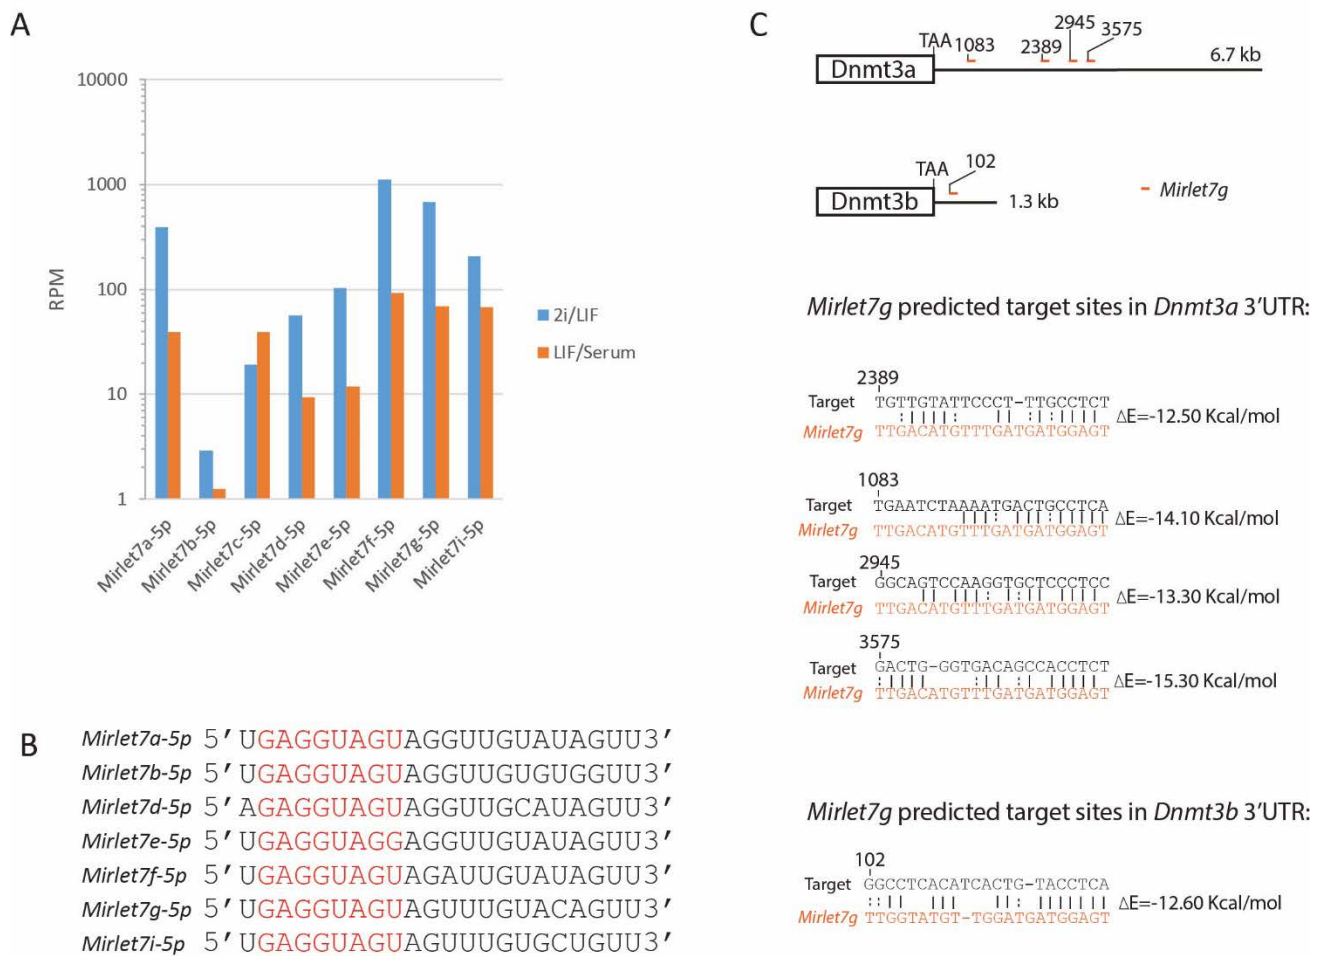 A
10000
1000
100
10
1
RPM
Mirlet7a-5p
Mirlet7b-5p
Mirlet7c-5p
Mirlet7d-5p
Mirlet7e-5p
Mirlet7f-5p
Mirlet7g-5p
Mirlet7i-5p
2i/LIF
LIF/Serum
B
Mirlet7a-5p 5'UGAGGUAGUAGGUUGUAUAGUU3'
Mirlet7b-5p 5'UGAGGUAGUAGGUUGUGUGGUU3'
Mirlet7d-5p 5'AGAGGUAGUAGGUUGCAUAGUU3'
Mirlet7e-5p 5'UGAGGUAGGAGGUUGUAUAGUU3'
Mirlet7f-5p 5'UGAGGUAGUAGAUUGUAUAGUU3'
Mirlet7g-5p 5'UGAGGUAGUAGUUUGUACAGUU3'
Mirlet7i-5p 5'UGAGGUAGUAGUUUGUGCUGUU3'
C
Dnmt3a TAA 1083 2389 2945 3575 6.7 kb
Dnmt3b TAA 102 1.3 kb
Mirlet7g
Mirlet7g predicted target sites in Dnmt3a 3'UTR:
2389
Target TGTTGTATTCCCT-TTGCCTCT
Mirlet7g TTGACATGTTTGATGATGGAGT
ΔE=-12.50 Kcal/mol
1083
Target TGAATCTAAAATGACTGCCTCA
Mirlet7g TTGACATGTTTGATGATGGAGT
ΔE=-14.10 Kcal/mol
2945
Target GGCAGTCCAAGGTGCTCCCTCC
Mirlet7g TTGACATGTTTGATGATGGAGT
ΔE=-13.30 Kcal/mol
3575
Target GACTG-GGTGACAGCCACCTCT
Mirlet7g TTGACATGTTTGATGATGGAGT
ΔE=-15.30 Kcal/mol
Mirlet7g predicted target sites in Dnmt3b 3'UTR:
102
Target GGCCTCACATCACTG-TACCTCA
Mirlet7g TTGGTATGT-TGGATGATGGAGT
ΔE=-12.60 Kcal/mol